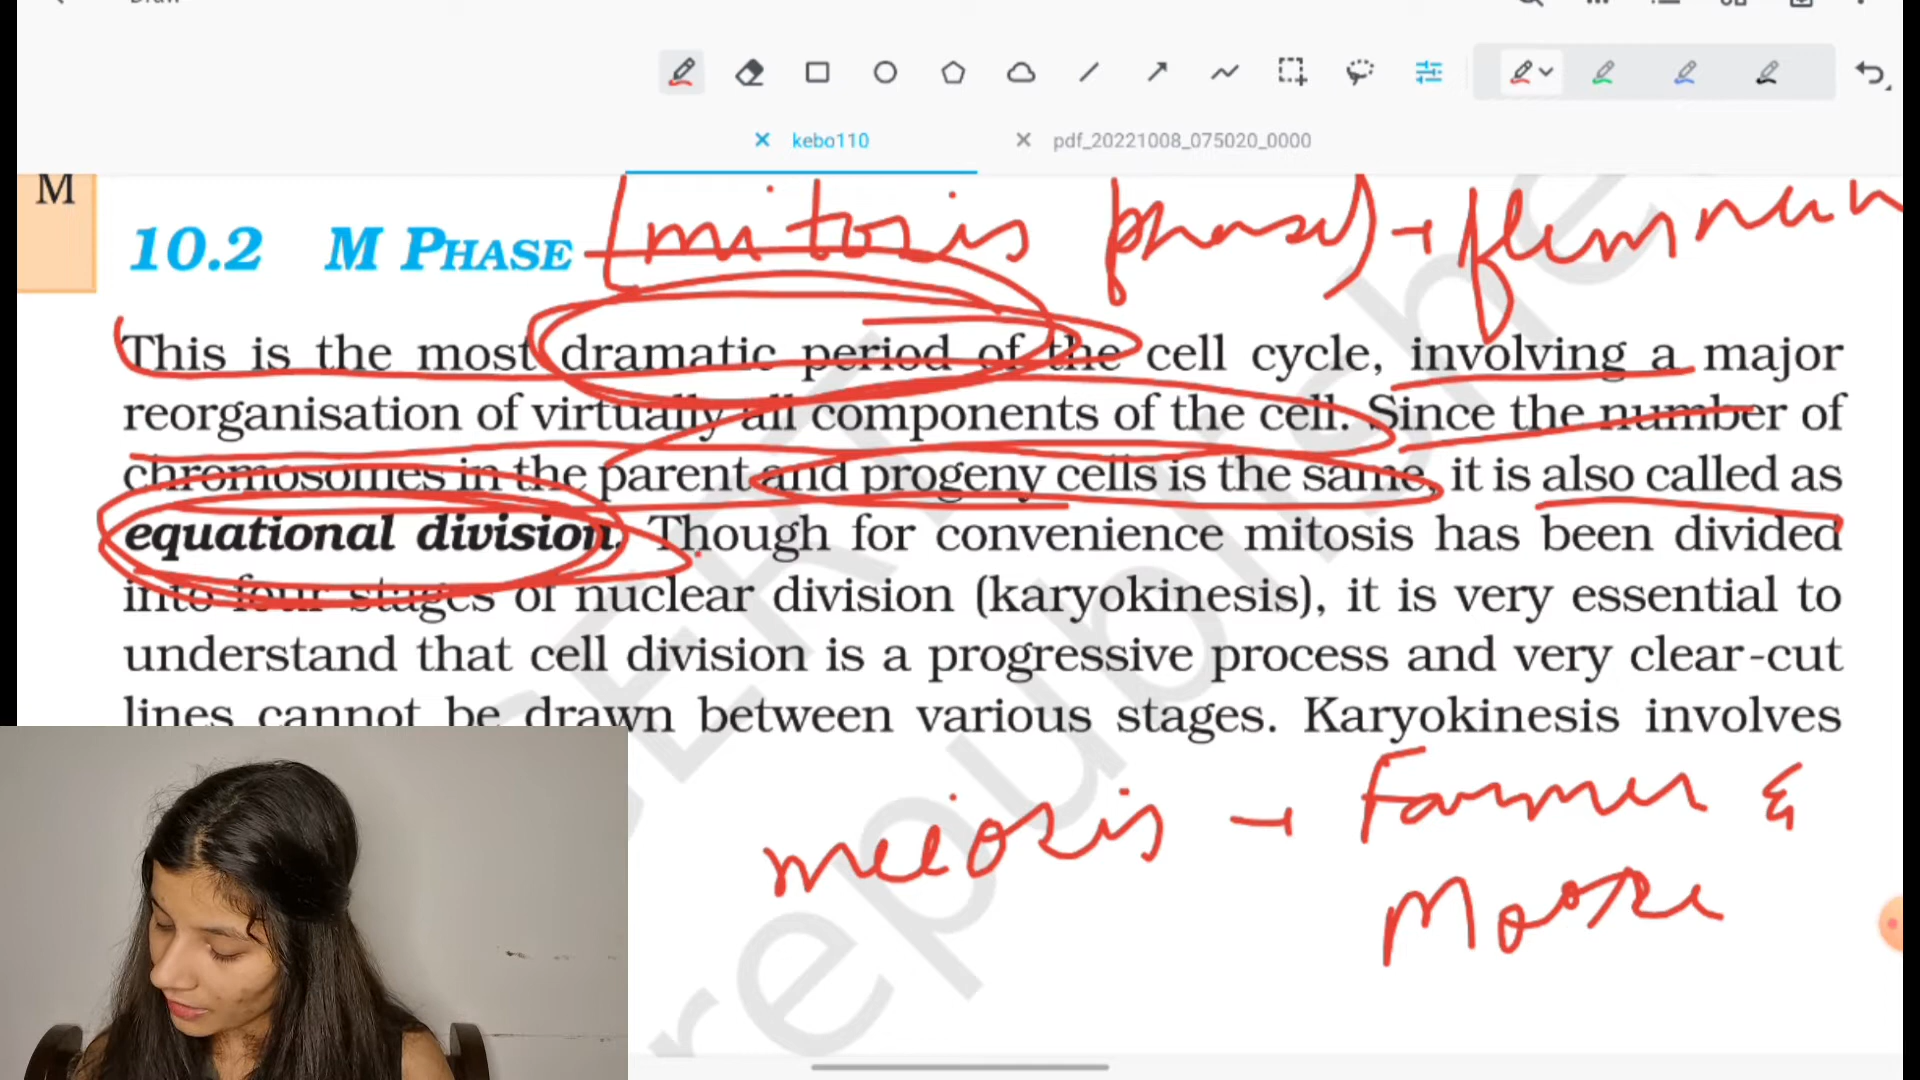 kebo110 pdf_20221008_075020_0000
M
10.2 M PHASE (mitosis phase) → flemmn
This is the most dramatic period of the cell cycle, involving a major
reorganisation of virtually all components of the cell. Since the number of
chromosomes in the parent and progeny cells is the same, it is also called as
equational division. Though for convenience mitosis has been divided
into four stages of nuclear division (karyokinesis), it is very essential to
understand that cell division is a progressive process and very clear-cut
lines cannot be drawn between various stages. Karyokinesis involves
meiosis → Farmer &
Moore
republishe